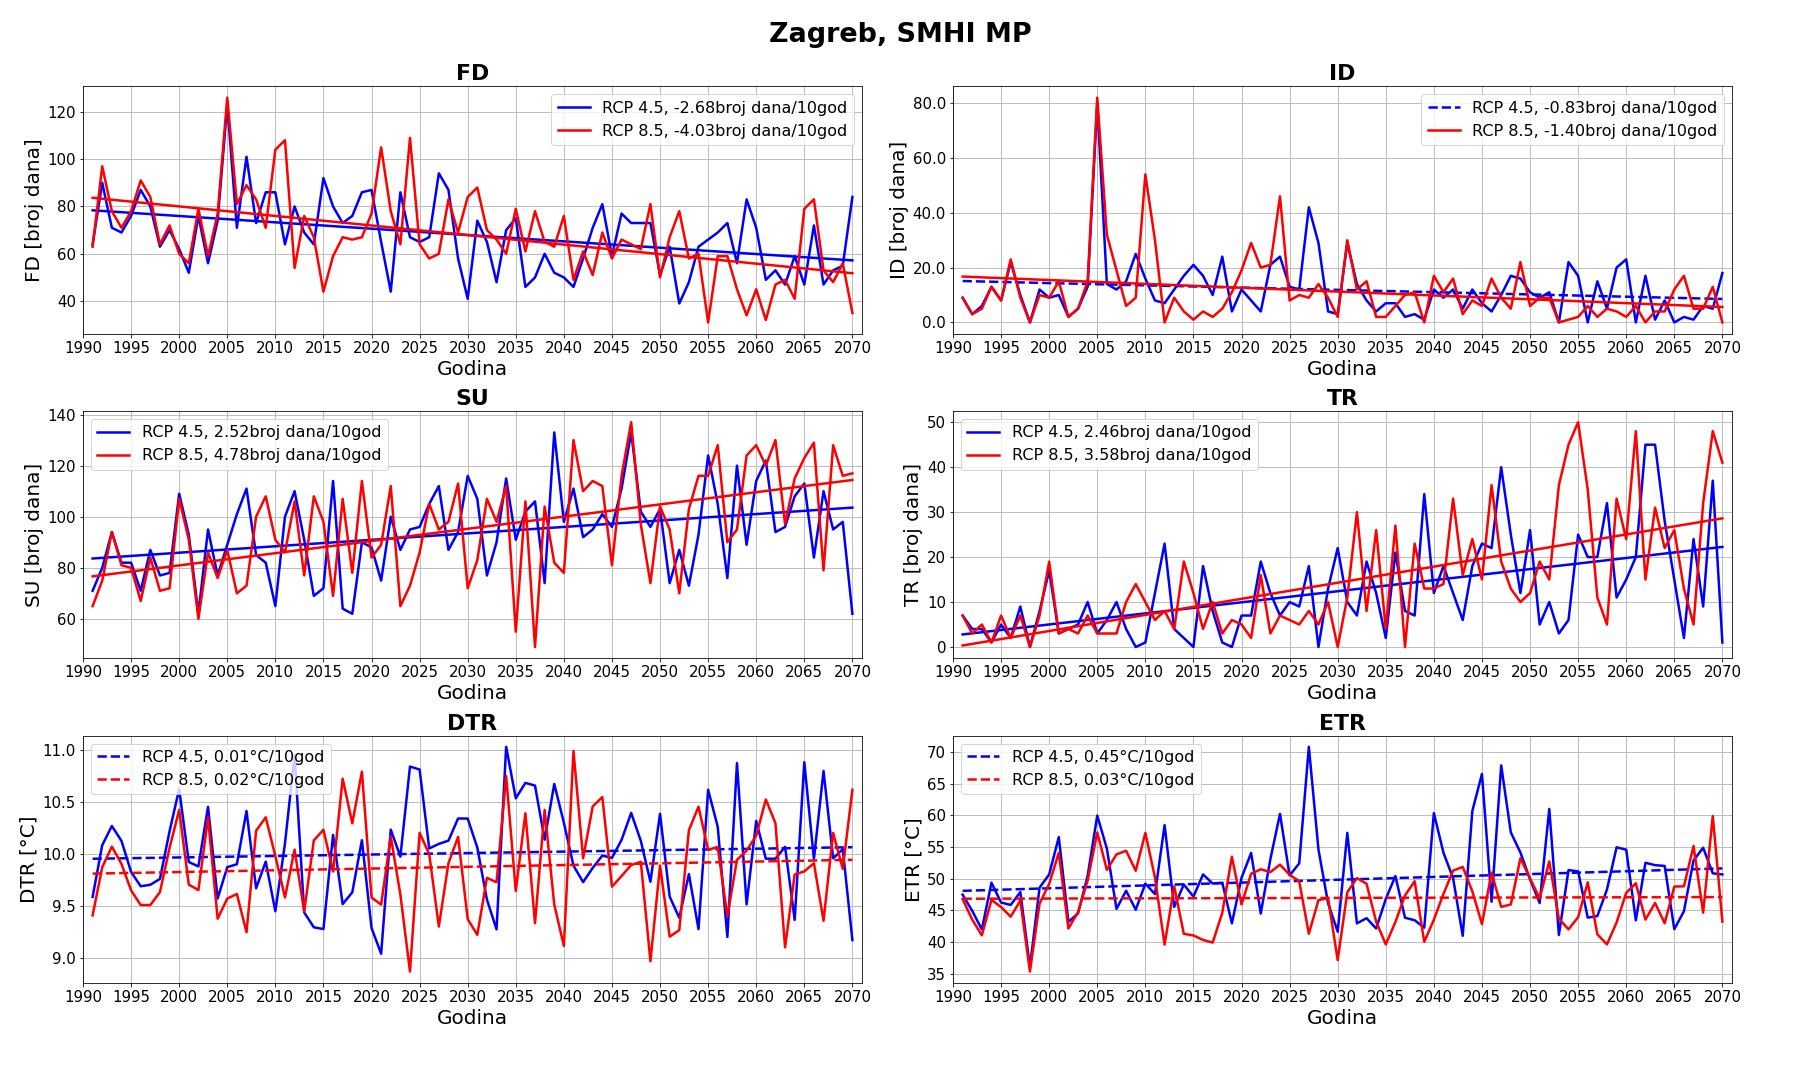 Zagreb, SMHI MP
FD
RCP 4.5, -2.68broj dana/10god
RCP 8.5, -4.03broj dana/10god
FD [broj dana]
120
100
80
60
40
1990 1995 2000 2005 2010 2015 2020 2025 2030 2035 2040 2045 2050 2055 2060 2065 2070
Godina
ID
RCP 4.5, -0.83broj dana/10god
RCP 8.5, -1.40broj dana/10god
ID [broj dana]
80.0
60.0
40.0
20.0
0.0
1990 1995 2000 2005 2010 2015 2020 2025 2030 2035 2040 2045 2050 2055 2060 2065 2070
Godina
SU
RCP 4.5, 2.52broj dana/10god
RCP 8.5, 4.78broj dana/10god
SU [broj dana]
140
120
100
80
60
1990 1995 2000 2005 2010 2015 2020 2025 2030 2035 2040 2045 2050 2055 2060 2065 2070
Godina
TR
RCP 4.5, 2.46broj dana/10god
RCP 8.5, 3.58broj dana/10god
TR [broj dana]
50
40
30
20
10
0
1990 1995 2000 2005 2010 2015 2020 2025 2030 2035 2040 2045 2050 2055 2060 2065 2070
Godina
DTR
RCP 4.5, 0.01°C/10god
RCP 8.5, 0.02°C/10god
DTR [°C]
11.0
10.5
10.0
9.5
9.0
1990 1995 2000 2005 2010 2015 2020 2025 2030 2035 2040 2045 2050 2055 2060 2065 2070
Godina
ETR
RCP 4.5, 0.45°C/10god
RCP 8.5, 0.03°C/10god
ETR [°C]
70
65
60
55
50
45
40
35
1990 1995 2000 2005 2010 2015 2020 2025 2030 2035 2040 2045 2050 2055 2060 2065 2070
Godina